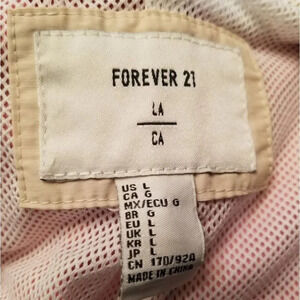 FOREVER 21
LA
CA
US L
CA G
MX/ECU G
BR G
EU L
UK L
KR L
JP L
CN 170/92A
MADE IN CHINA